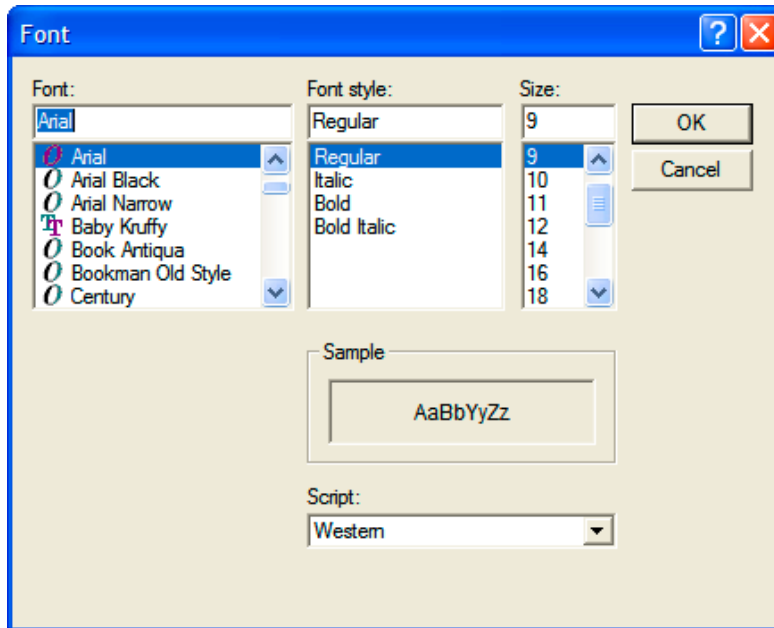 Font
Font:
Arial
Arial
Arial Black
Arial Narrow
Baby Kruffy
Book Antiqua
Bookman Old Style
Century
Font style:
Regular
Regular
Italic
Bold
Bold Italic
Size:
9
9
10
11
12
14
16
18
OK
Cancel
Sample
AaBbYyZz
Script:
Western